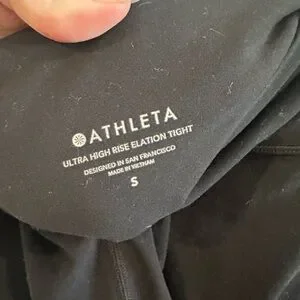 ATHLETA
ULTRA HIGH RISE ELATION TIGHT
DESIGNED IN SAN FRANCISCO
MADE IN VIETNAM
S